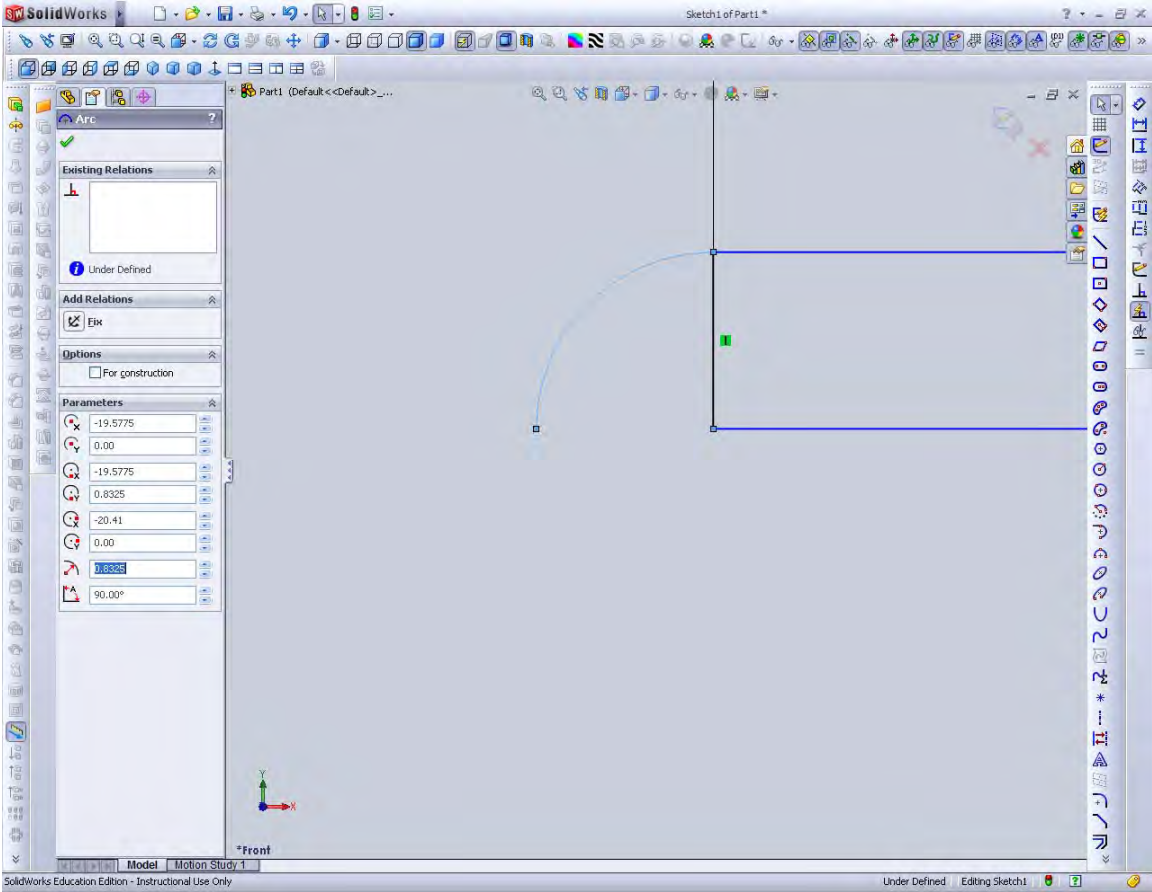 SolidWorks
Sketch1 of Part1 *
Part1 (Default<<Default>_...
Arc ?
Existing Relations
Under Defined
Add Relations
Fix
Options
For construction
Parameters
-19.5775
0.00
-19.5775
0.8325
-20.41
0.00
0.8325
90.00°
Y
X
*Front
Model Motion Study 1
SolidWorks Education Edition - Instructional Use Only Under Defined Editing Sketch1